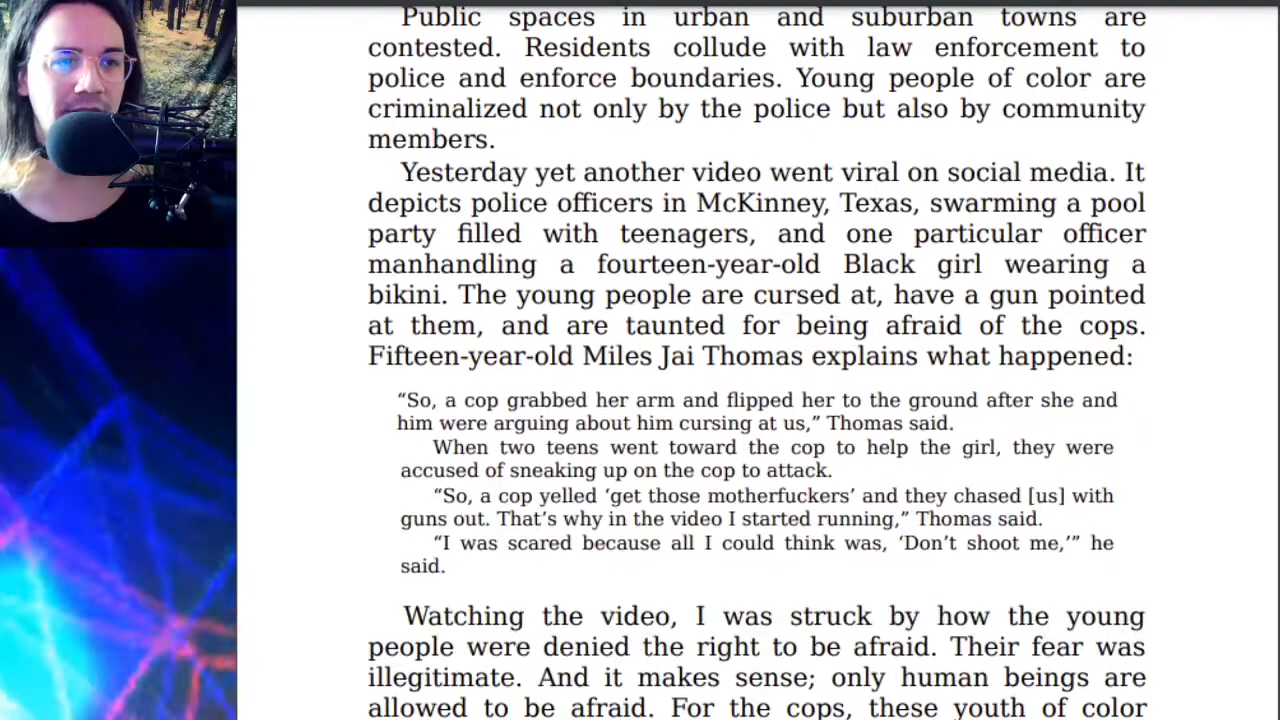 Public spaces in urban and suburban towns are
contested. Residents collude with law enforcement to
police and enforce boundaries. Young people of color are
criminalized not only by the police but also by community
members.
Yesterday yet another video went viral on social media. It
depicts police officers in McKinney, Texas, swarming a pool
party filled with teenagers, and one particular officer
manhandling a fourteen-year-old Black girl wearing a
bikini. The young people are cursed at, have a gun pointed
at them, and are taunted for being afraid of the cops.
Fifteen-year-old Miles Jai Thomas explains what happened:
“So, a cop grabbed her arm and flipped her to the ground after she and
him were arguing about him cursing at us,” Thomas said.
When two teens went toward the cop to help the girl, they were
accused of sneaking up on the cop to attack.
“So, a cop yelled ‘get those motherfuckers’ and they chased [us] with
guns out. That’s why in the video I started running,” Thomas said.
“I was scared because all I could think was, ‘Don’t shoot me,’” he
said.
Watching the video, I was struck by how the young
people were denied the right to be afraid. Their fear was
illegitimate. And it makes sense; only human beings are
allowed to be afraid. For the cops, these youth of color